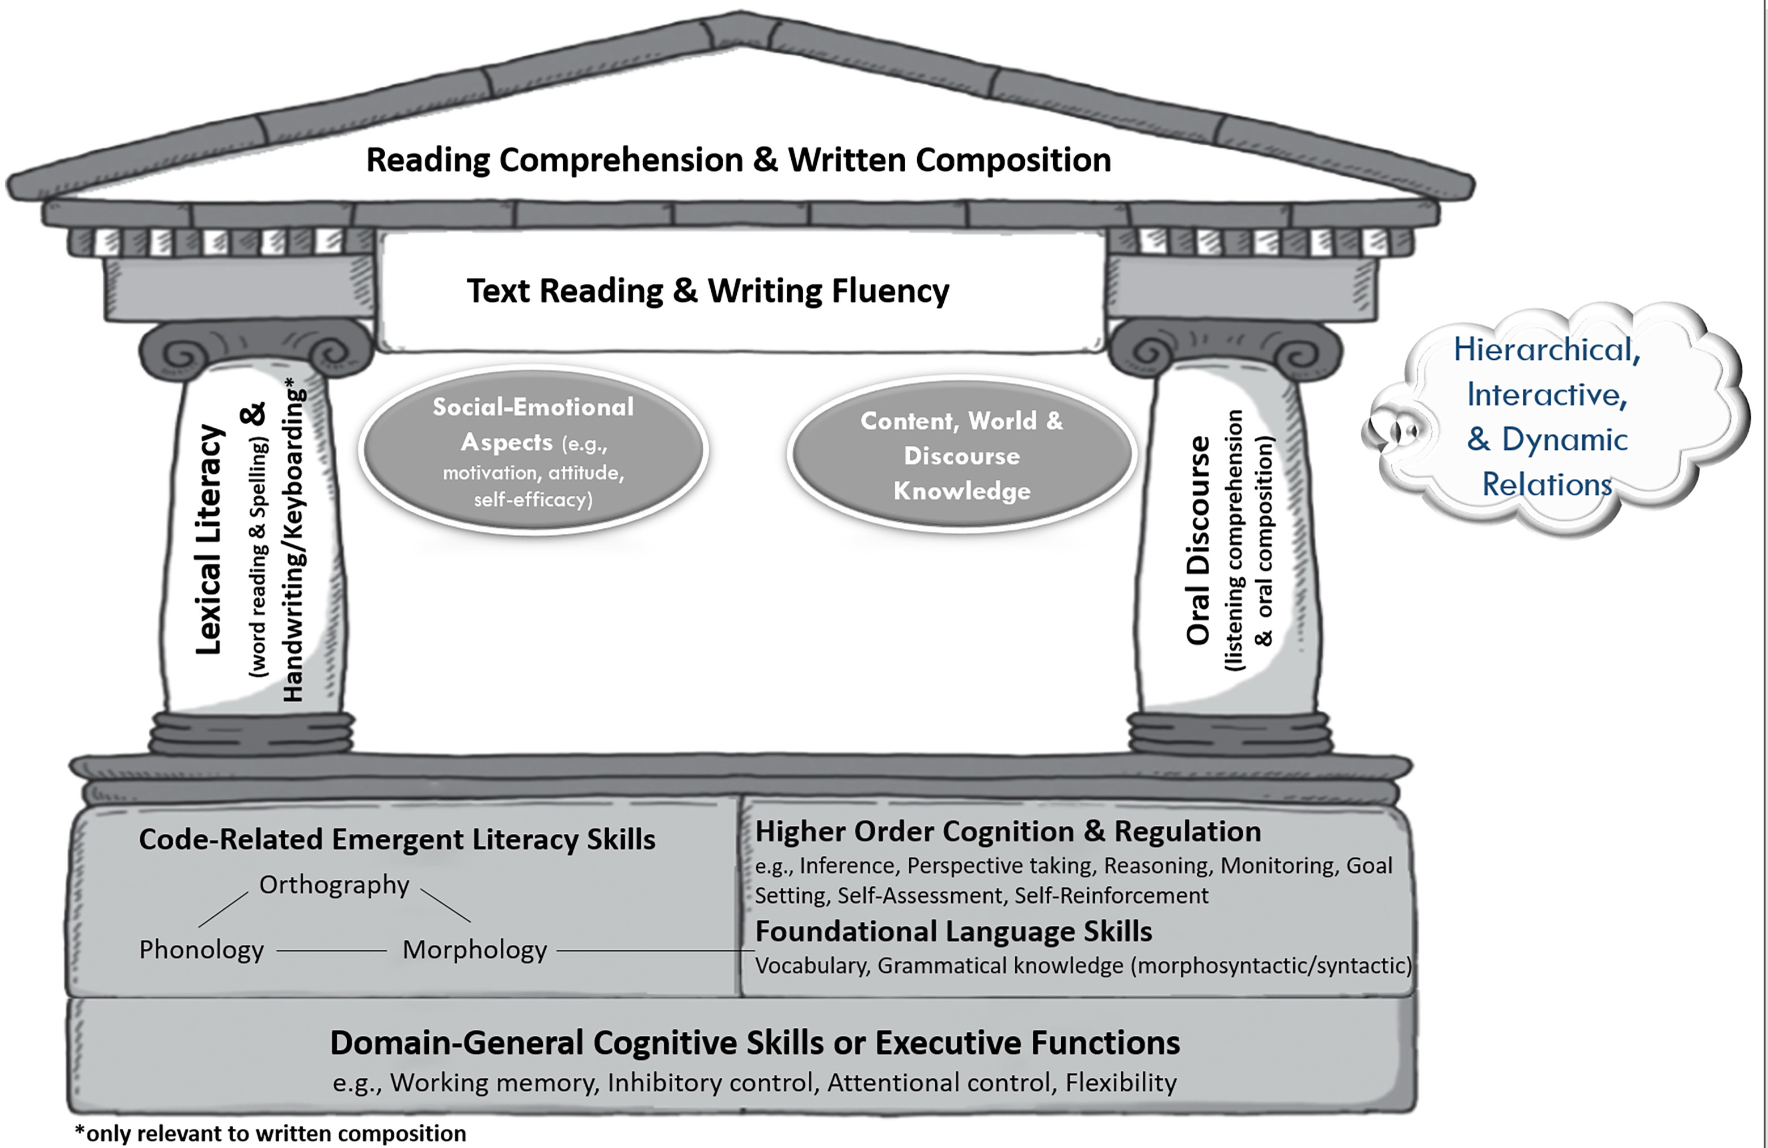 Reading Comprehension & Written Composition
Text Reading & Writing Fluency
Lexical Literacy
(word reading & Spelling) &
Handwriting/Keyboarding*
Social-Emotional
Aspects (e.g.,
motivation, attitude,
self-efficacy)
Content, World &
Discourse
Knowledge
Oral Discourse
(listening comprehension
& oral composition)
Hierarchical,
Interactive,
& Dynamic
Relations
Code-Related Emergent Literacy Skills
Orthography
Phonology
Morphology
Higher Order Cognition & Regulation
e.g., Inference, Perspective taking, Reasoning, Monitoring, Goal
Setting, Self-Assessment, Self-Reinforcement
Foundational Language Skills
Vocabulary, Grammatical knowledge (morphosyntactic/syntactic)
Domain-General Cognitive Skills or Executive Functions
e.g., Working memory, Inhibitory control, Attentional control, Flexibility
*only relevant to written composition